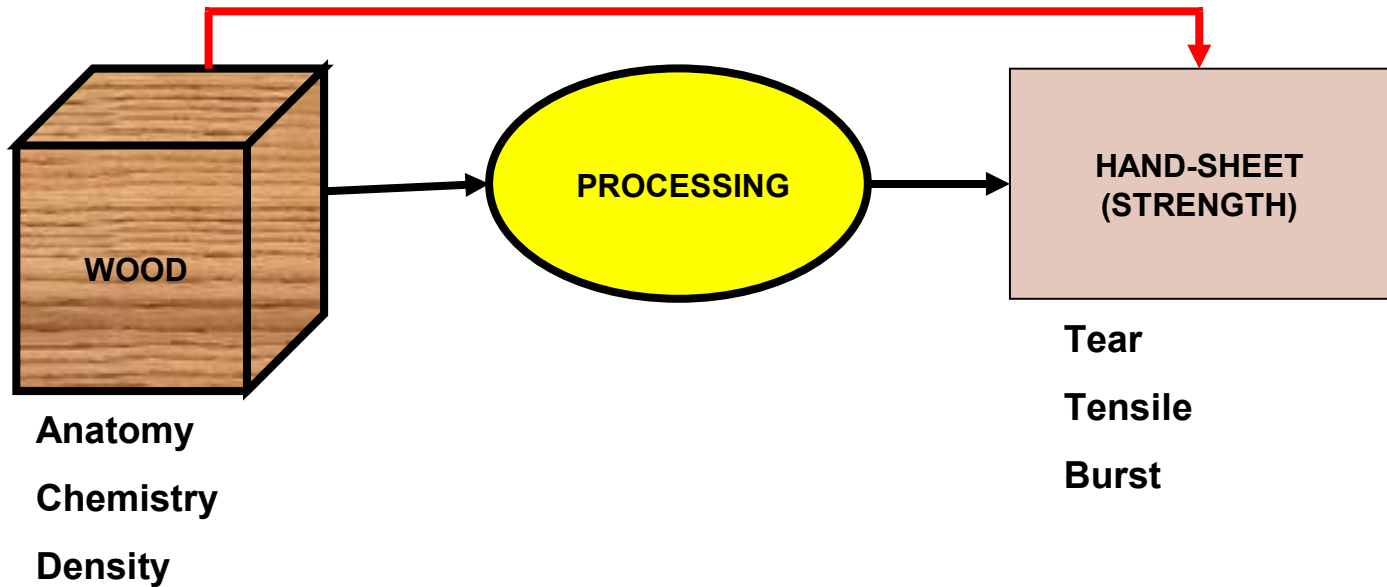 WOOD
PROCESSING
HAND-SHEET
(STRENGTH)
Anatomy
Chemistry
Density
Tear
Tensile
Burst